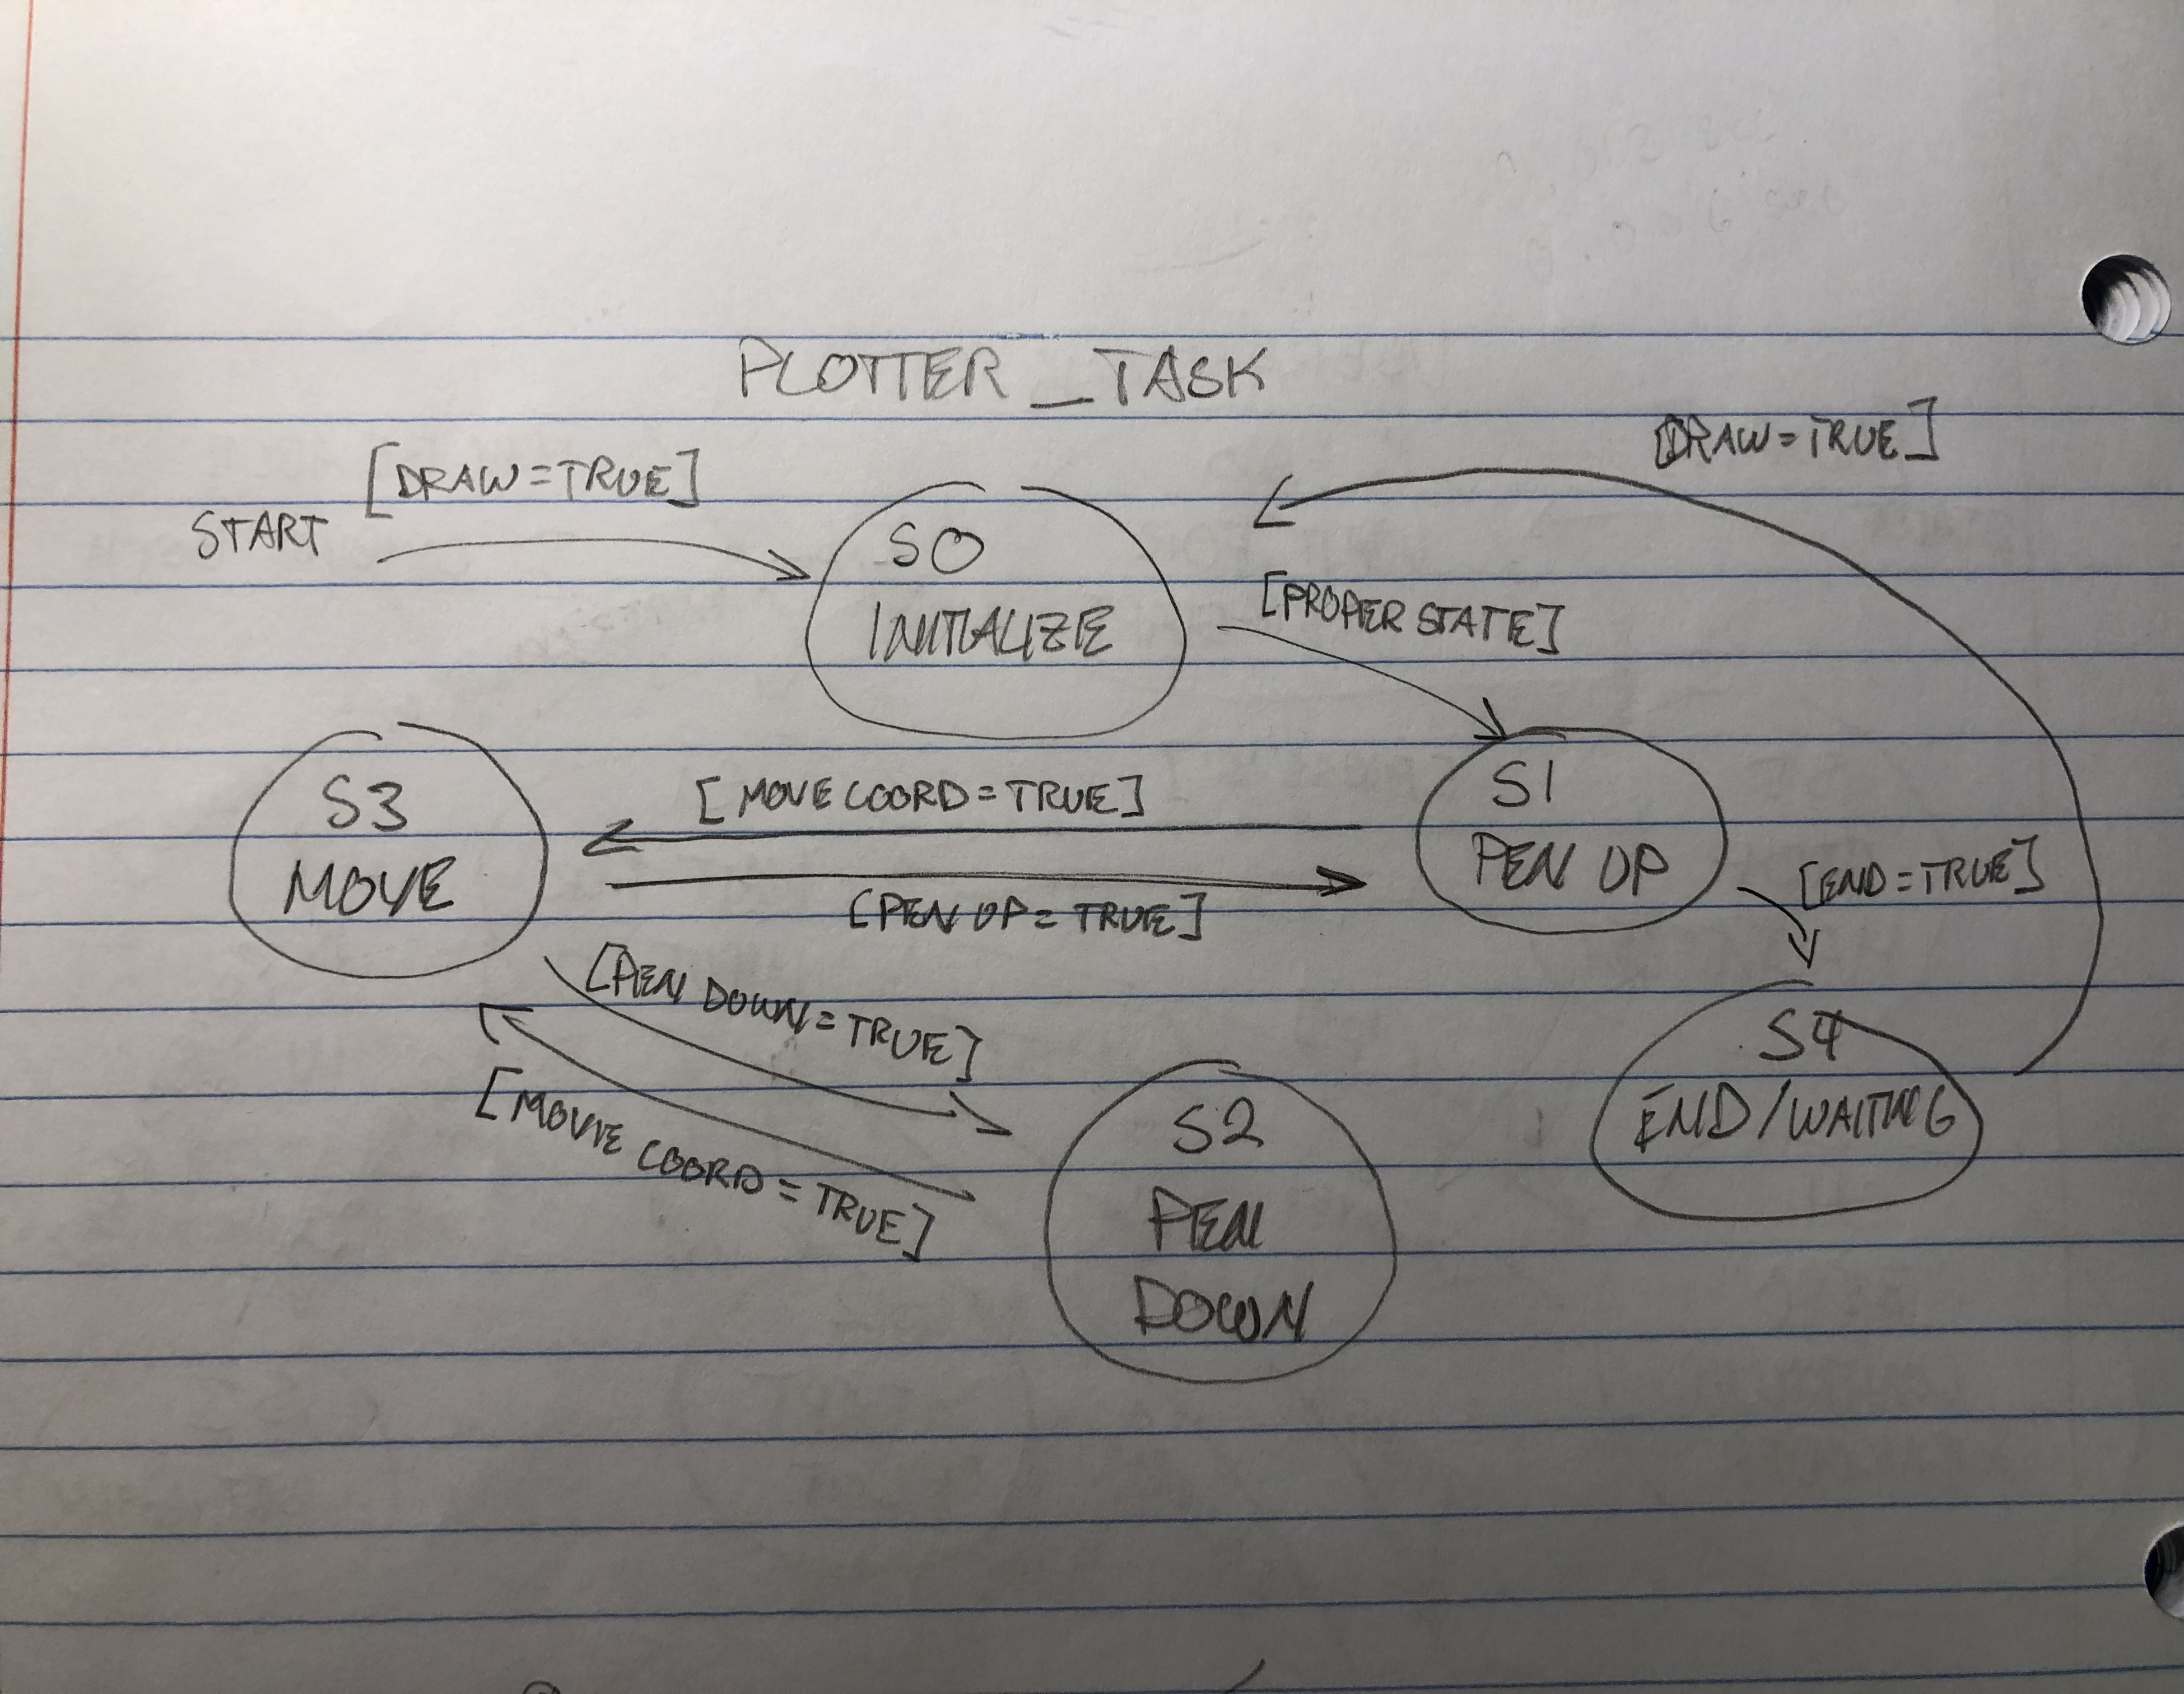 PLOTTER_TASK
[DRAW=TRUE]
[DRAW=TRUE]
START
S0
INITIALIZE
[PROPER STATE]
S3
MOVE
[MOVE COORD=TRUE]
[PEN UP=TRUE]
S1
PEN UP
[END=TRUE]
[PEN DOWN=TRUE]
[MOVE COORD=TRUE]
S4
END/WAITING
S2
PEN
DOWN